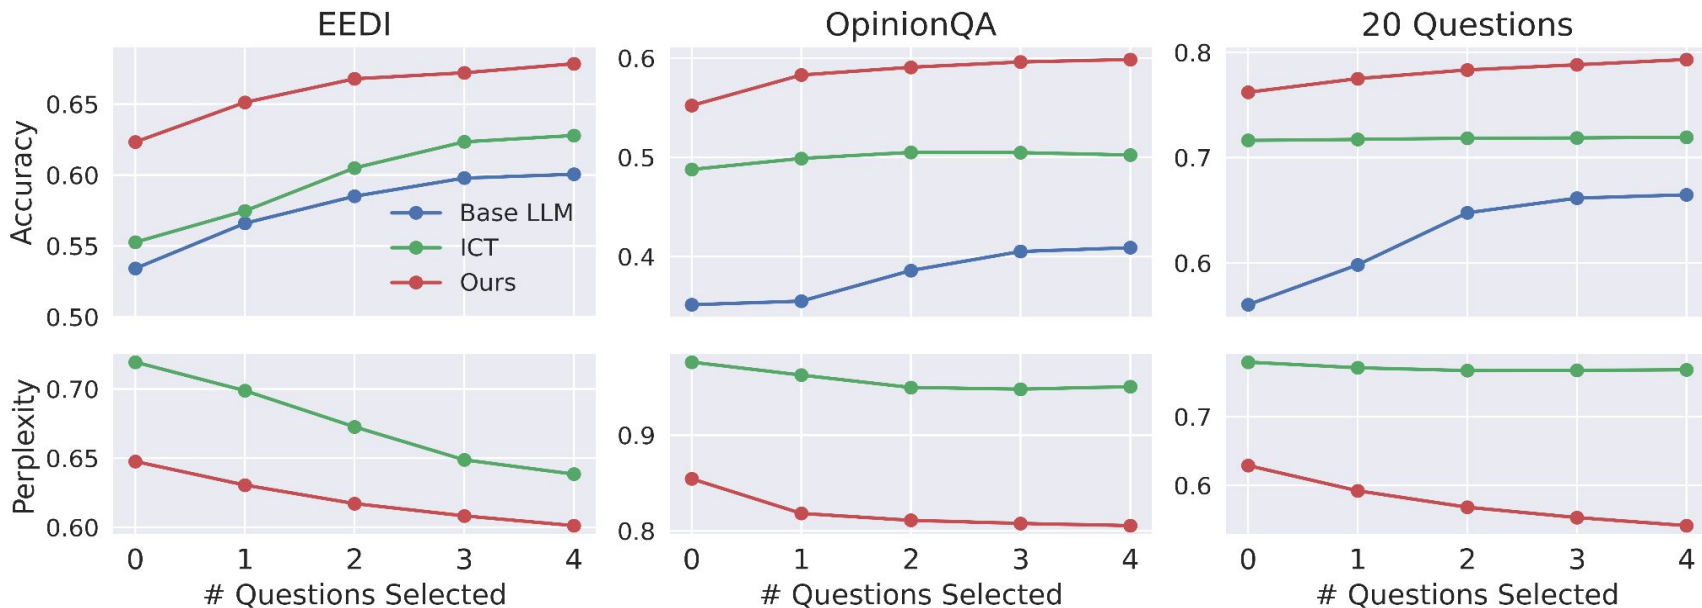 EEDI
OpinionQA
20 Questions
Accuracy
0.65
0.60
0.55
0.50
Base LLM
ICT
Ours
0.6
0.5
0.4
0.8
0.7
0.6
Perplexity
0.70
0.65
0.60
0.9
0.8
0.7
0.6
0 1 2 3 4
0 1 2 3 4
0 1 2 3 4
# Questions Selected
# Questions Selected
# Questions Selected